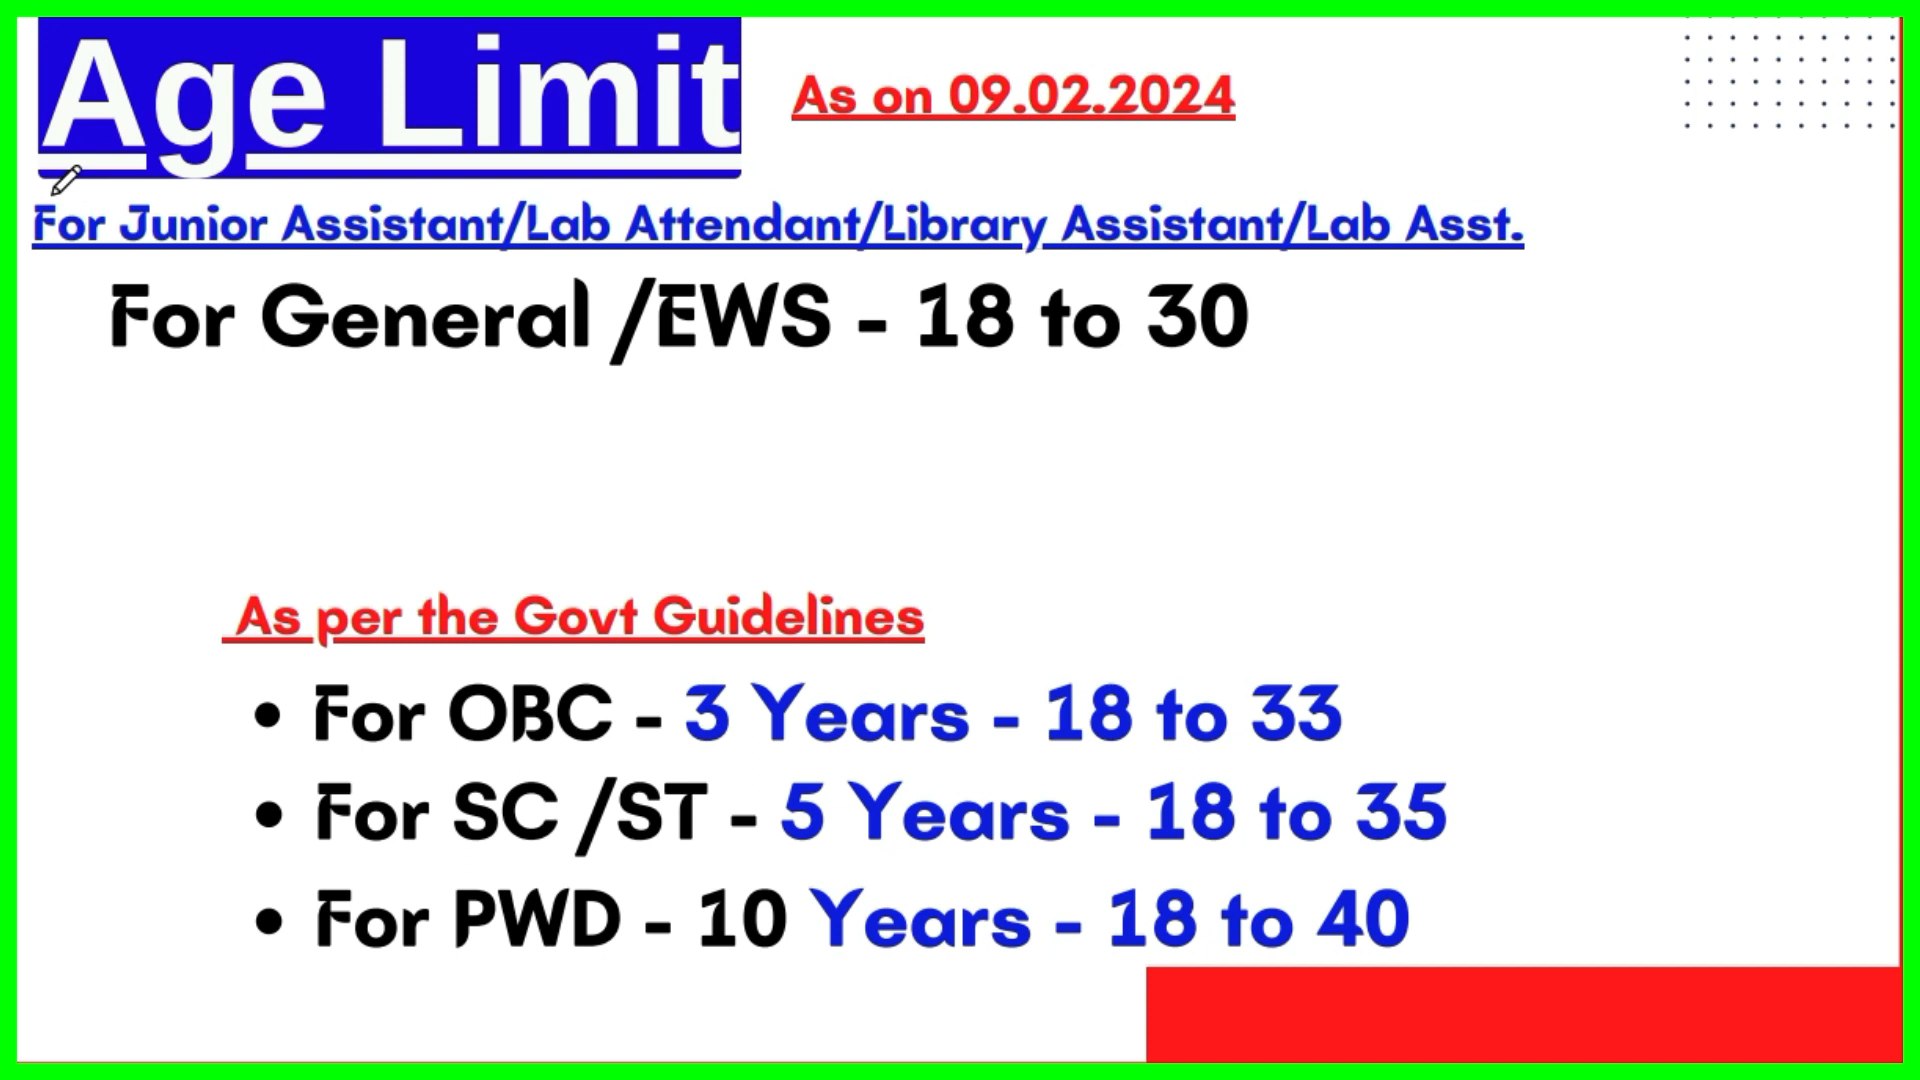 Age Limit
As on 09.02.2024
For Junior Assistant/Lab Attendant/Library Assistant/Lab Asst.
For General /EWS - 18 to 30
As per the Govt Guidelines
• For OBC - 3 Years - 18 to 33
• For SC /ST - 5 Years - 18 to 35
• For PWD - 10 Years - 18 to 40